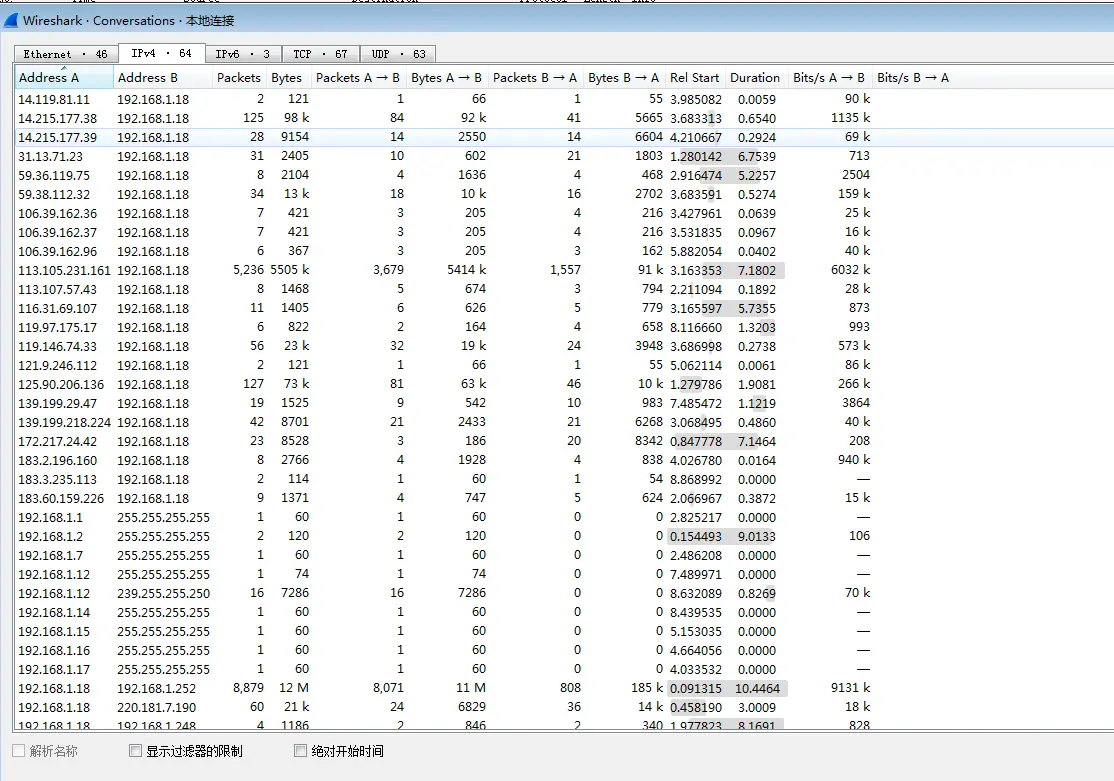 Wireshark · Conversations · 本地连接
Ethernet · 46 IPv4 · 64 IPv6 · 3 TCP · 67 UDP · 63
Address A Address B Packets Bytes Packets A → B Bytes A → B Packets B → A Bytes B → A Rel Start Duration Bits/s A → B Bits/s B → A
14.119.81.11 192.168.1.18 2 121 1 66 1 55 3.985082 0.0059 90 k
14.215.177.38 192.168.1.18 125 98 k 84 92 k 41 5665 3.683313 0.6540 1135 k
14.215.177.39 192.168.1.18 28 9154 14 2550 14 6604 4.210667 0.2924 69 k
31.13.71.23 192.168.1.18 31 2405 10 602 21 1803 1.280142 6.7539 713
59.36.119.75 192.168.1.18 8 2104 4 1636 4 468 2.916474 5.2257 2504
59.38.112.32 192.168.1.18 34 13 k 18 10 k 16 2702 3.683591 0.5274 159 k
106.39.162.36 192.168.1.18 7 421 3 205 4 216 3.427961 0.0639 25 k
106.39.162.37 192.168.1.18 7 421 3 205 4 216 3.531835 0.0967 16 k
106.39.162.96 192.168.1.18 6 367 3 205 3 162 5.882054 0.0402 40 k
113.105.231.161 192.168.1.18 5,236 5505 k 3,679 5414 k 1,557 91 k 3.163353 7.1802 6032 k
113.107.57.43 192.168.1.18 8 1468 5 674 3 794 2.211094 0.1892 28 k
116.31.69.107 192.168.1.18 11 1405 6 626 5 779 3.165597 5.7355 873
119.97.175.17 192.168.1.18 6 822 2 164 4 658 8.116660 1.3203 993
119.146.74.33 192.168.1.18 56 23 k 32 19 k 24 3948 3.686998 0.2738 573 k
121.9.246.112 192.168.1.18 2 121 1 66 1 55 5.062114 0.0061 86 k
125.90.206.136 192.168.1.18 127 73 k 81 63 k 46 10 k 1.279786 1.9081 266 k
139.199.29.47 192.168.1.18 19 1525 9 542 10 983 7.485472 1.1219 3864
139.199.218.224 192.168.1.18 42 8701 21 2433 21 6268 3.068495 0.4860 40 k
172.217.24.42 192.168.1.18 23 8528 3 186 20 8342 0.847778 7.1464 208
183.2.196.160 192.168.1.18 8 2766 4 1928 4 838 4.026780 0.0164 940 k
183.3.235.113 192.168.1.18 2 114 1 60 1 54 8.868992 0.0000 —
183.60.159.226 192.168.1.18 9 1371 4 747 5 624 2.066967 0.3872 15 k
192.168.1.1 255.255.255.255 1 60 1 60 0 0 2.825217 0.0000 —
192.168.1.2 255.255.255.255 2 120 2 120 0 0 0.154493 9.0133 106
192.168.1.7 255.255.255.255 1 60 1 60 0 0 2.486208 0.0000 —
192.168.1.12 255.255.255.255 1 74 1 74 0 0 7.489971 0.0000 —
192.168.1.12 239.255.255.250 16 7286 16 7286 0 0 8.632089 0.8269 70 k
192.168.1.14 255.255.255.255 1 60 1 60 0 0 8.439535 0.0000 —
192.168.1.15 255.255.255.255 1 60 1 60 0 0 5.153035 0.0000 —
192.168.1.16 255.255.255.255 1 60 1 60 0 0 4.664056 0.0000 —
192.168.1.17 255.255.255.255 1 60 1 60 0 0 4.033532 0.0000 —
192.168.1.18 192.168.1.252 8,879 12 M 8,071 11 M 808 185 k 0.091315 10.4464 9131 k
192.168.1.18 220.181.7.190 60 21 k 24 6829 36 14 k 0.458190 3.0009 18 k
192.168.1.18 192.168.1.248 4 1186 2 846 2 340 1.977823 8.1691 828
解析名称 显示过滤器的限制 绝对开始时间